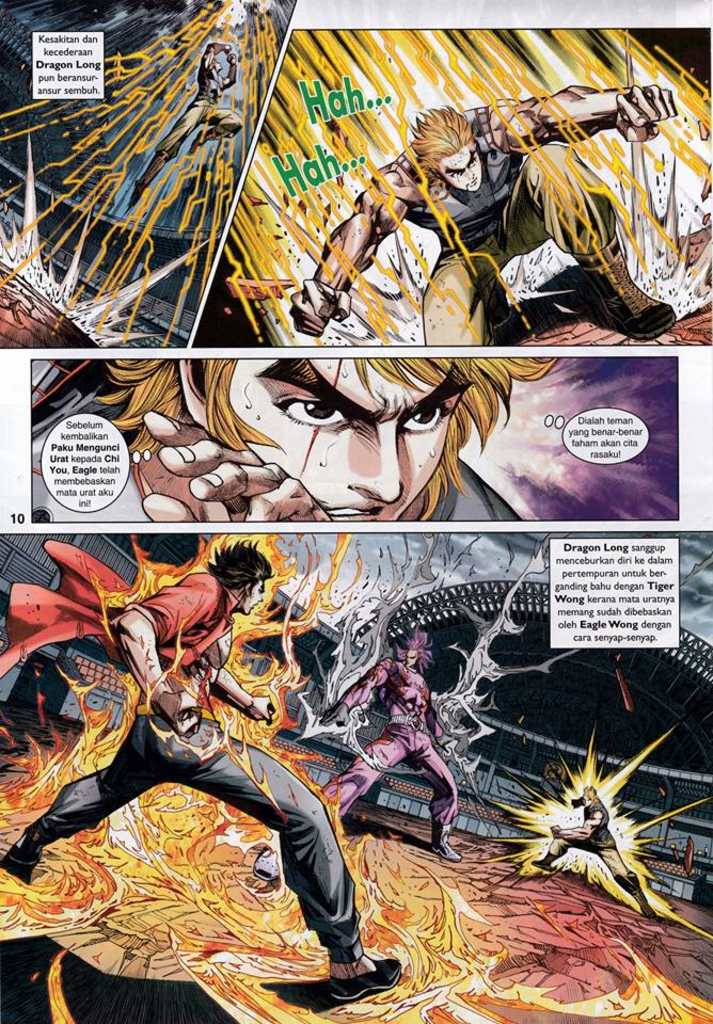 Kesakitan dan
kecederaan
Dragon Long
pun beransur-
ansur sembuh.
Hah...
Hah...
Sebelum
kembalikan
Paku Mengunci
Urat kepada Chi
You, Eagle telah
membebaskan
mata urat aku
ini!
Dialah teman
yang benar-benar
faham akan cita
rasaku!
10
Dragon Long sanggup
menceburkan diri ke dalam
pertempuran untuk ber-
ganding bahu dengan Tiger
Wong kerana mata uratnya
memang sudah dibebaskan
oleh Eagle Wong dengan
cara senyap-senyap.